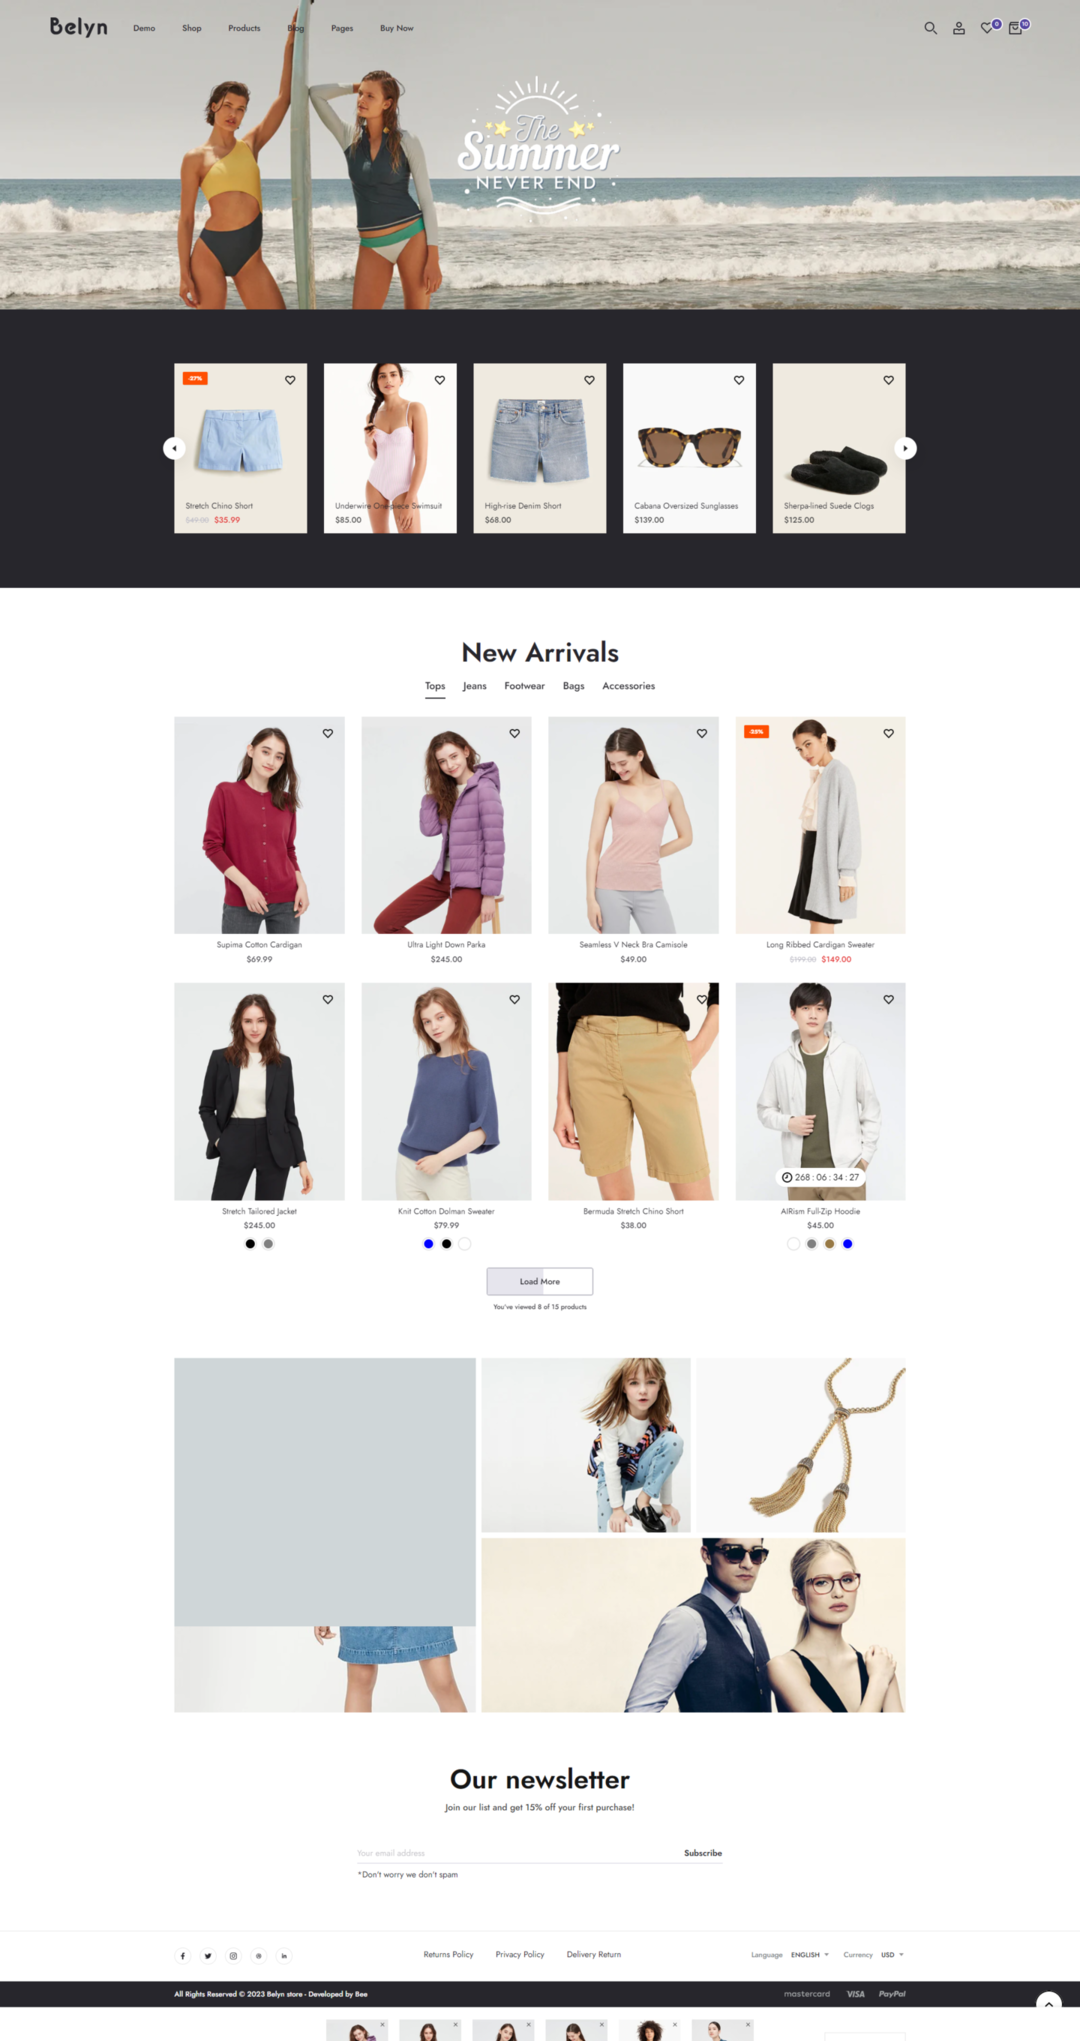 Belyn
Demo Shop Products Blog Pages Buy Now
0 10
The
Summer
NEVER END
-27%
Stretch Chino Short
$49.00 $35.99
Underwire One-piece Swimsuit
$85.00
High-rise Denim Short
$68.00
Cabana Oversized Sunglasses
$139.00
Sherpa-lined Suede Clogs
$125.00
New Arrivals
Tops Jeans Footwear Bags Accessories
-25%
Supima Cotton Cardigan
$69.99
Ultra Light Down Parka
$245.00
Seamless V Neck Bra Camisole
$49.00
Long Ribbed Cardigan Sweater
$199.00 $149.00
268 : 06 : 34 : 27
Stretch Tailored Jacket
$245.00
Knit Cotton Dolman Sweater
$79.99
Bermuda Stretch Chino Short
$38.00
AIRism Full-Zip Hoodie
$45.00
Load More
You've viewed 8 of 15 products
Our newsletter
Join our list and get 15% off your first purchase!
Your email address Subscribe
*Don't worry we don't spam
Returns Policy Privacy Policy Delivery Return
Language ENGLISH Currency USD
All Rights Reserved © 2023 Belyn store - Developed by Bee
mastercard VISA PayPal